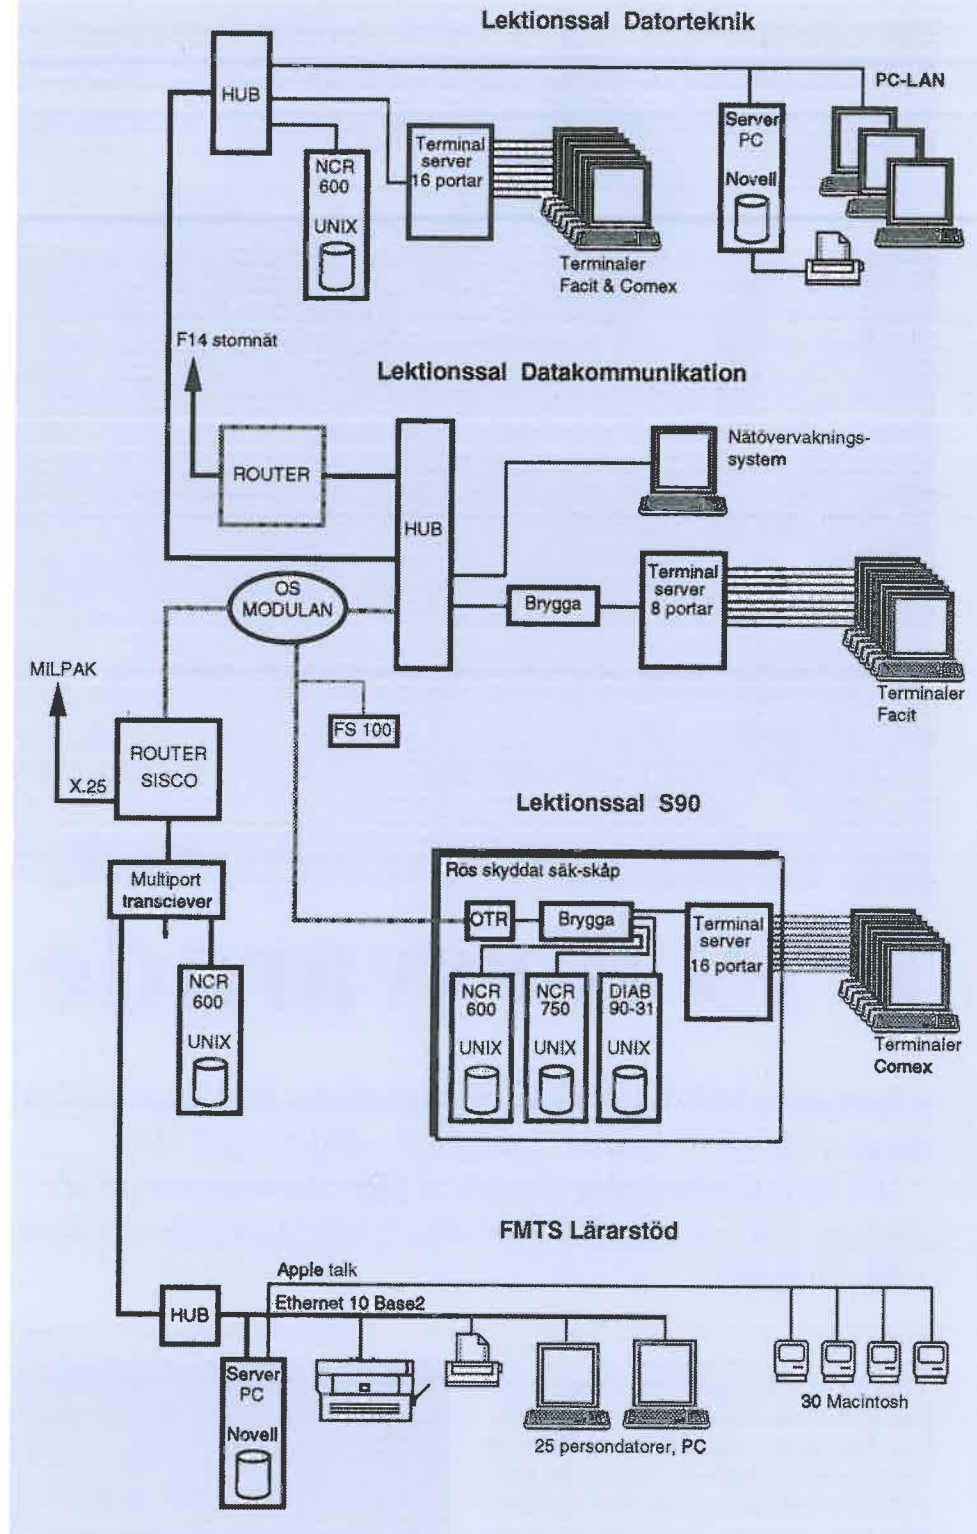 Lektionssal Datorteknik
HUB
PC-LAN
NCR
600
UNIX
Terminal
server
16 portar
Terminaler
Facit & Comex
Server
PC
Novell
F14 stomnät
Lektionssal Datakommunikation
ROUTER
HUB
Nätövervaknings-
system
OS
MODULAN
Brygga
Terminal
server
8 portar
Terminaler
Facit
MILPAK
FS 100
ROUTER
SISCO
X.25
Lektionssal S90
Multiport
transciever
NCR
600
UNIX
Rös skyddat säk-skåp
OTR
Brygga
Terminal
server
16 portar
NCR
600
UNIX
NCR
750
UNIX
DIAB
90-31
UNIX
Terminaler
Comex
FMTS Lärarstöd
Apple talk
Ethernet 10 Base2
HUB
Server
PC
Novell
25 persondatorer, PC
30 Macintosh